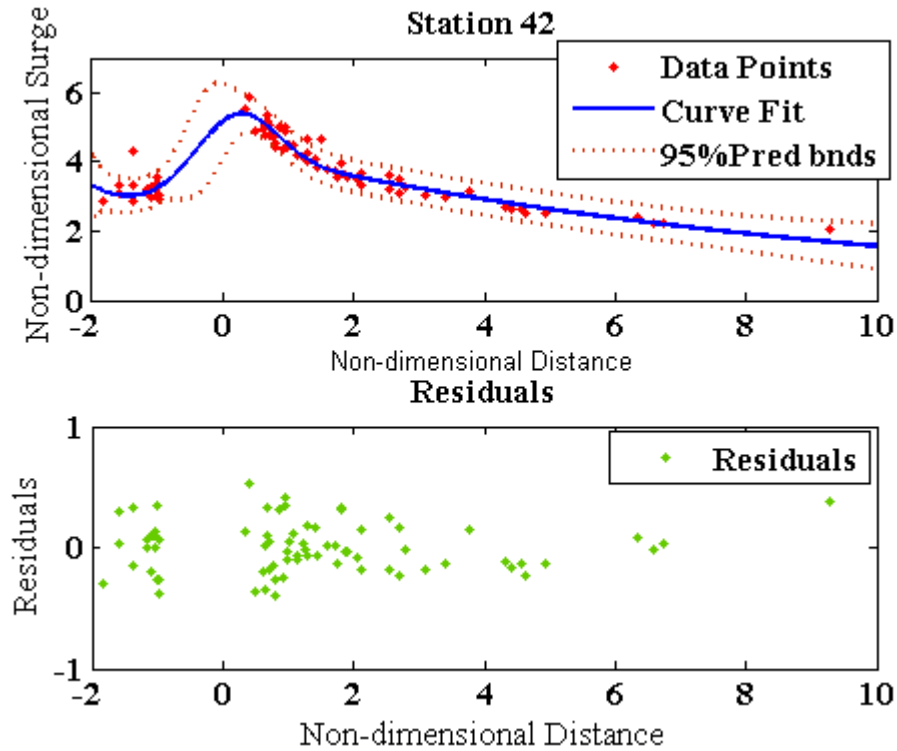 Station 42
Non-dimensional Surge
6
4
2
0
Data Points
Curve Fit
95%Pred bnds
-2 0 2 4 6 8 10
Non-dimensional Distance
Residuals
Residuals
1
0
-1
Residuals
-2 0 2 4 6 8 10
Non-dimensional Distance